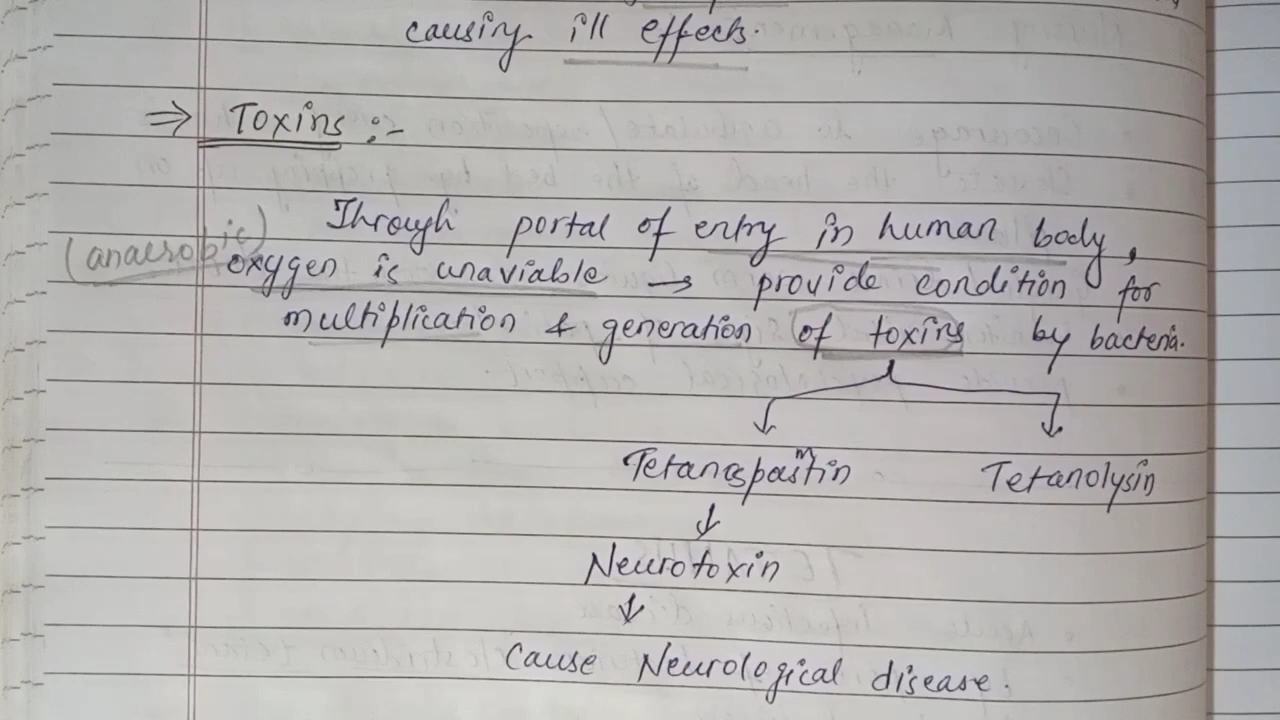 causing ill effects.
⇒ Toxins :-
Through portal of entry in human body,
(anaerobic) oxygen is unaviable → provide condition for
multiplication & generation of toxins by bacteria.
Tetanospasmin Tetanolysin
↓
Neurotoxin
↓
Cause Neurological disease.